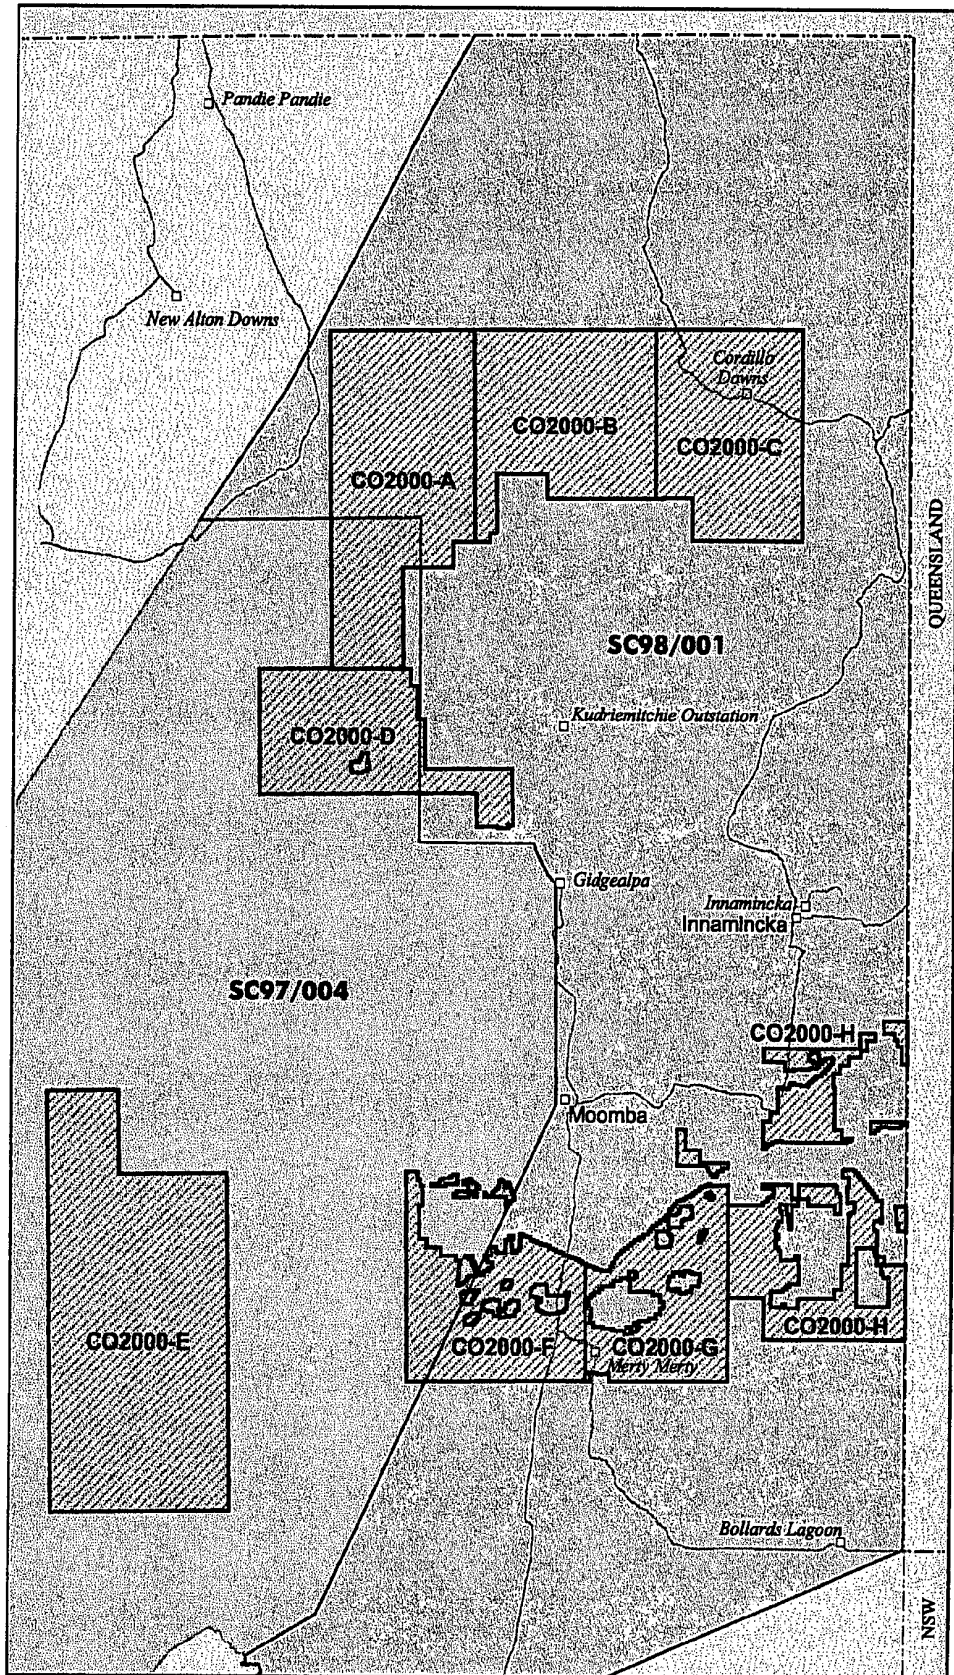 Pandie Pandie
New Alton Downs
Cordillo
Downs
CO2000-B
CO2000-C
CO2000-A
QUEENSLAND
SC98/001
Kudriemitchie Outstation
CO2000-D
Gidgealpa
Innamincka
Innamincka
SC97/004
CO2000-H
Moomba
CO2000-E
CO2000-F
CO2000-G
CO2000-H
Merty Merty
Bollards Lagoon
NSW